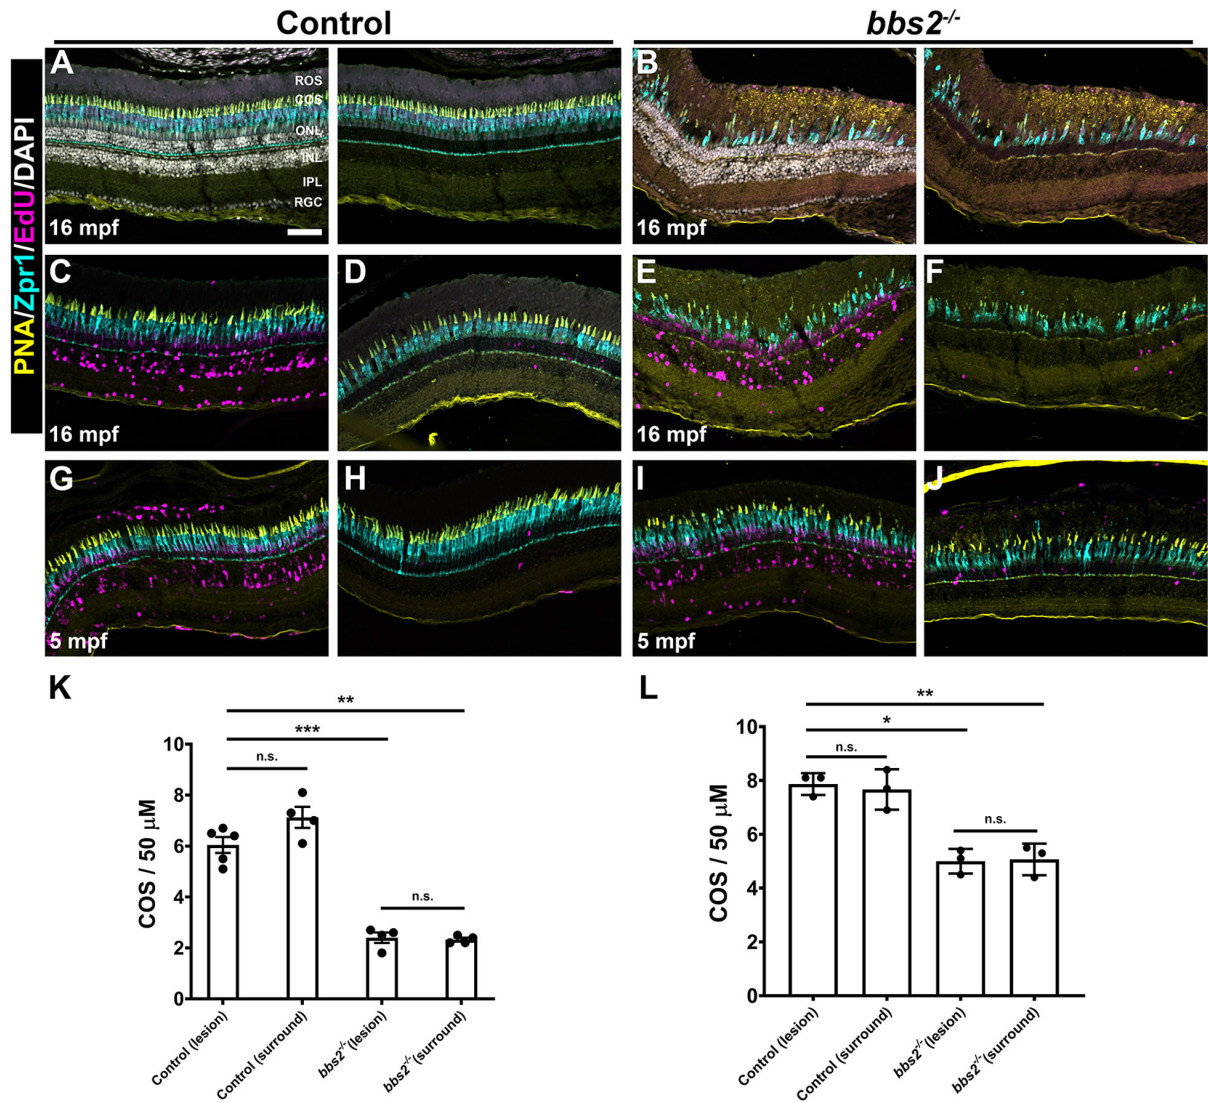 Control
bbs2-/-
PNA/Zpr1/EdU/DAPI
A
ROS
COS
ONL
INL
IPL
RGC
16 mpf
B
16 mpf
C
16 mpf
D
E
16 mpf
F
G
5 mpf
H
I
5 mpf
J
K
**
***
n.s.
n.s.
COS / 50 µM
10
8
6
4
2
0
Control (lesion)
Control (surround)
bbs2-/- (lesion)
bbs2-/- (surround)
L
**
*
n.s.
n.s.
COS / 50 µM
10
8
6
4
2
0
Control (lesion)
Control (surround)
bbs2-/- (lesion)
bbs2-/- (surround)